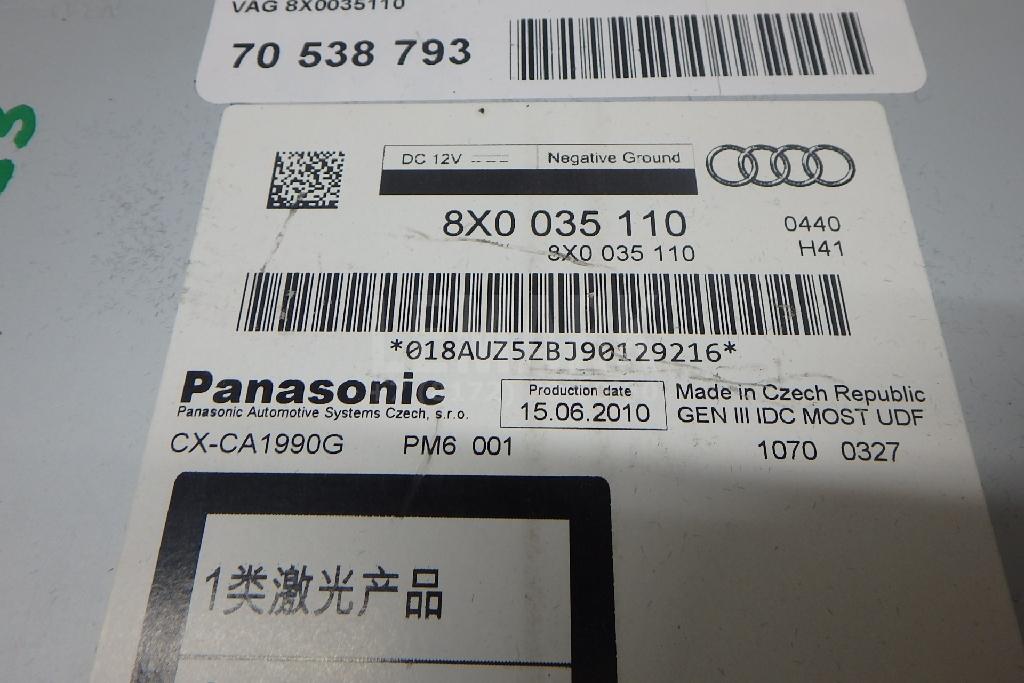 VAG 8X0035110
70 538 793
DC 12V Negative Ground
8X0 035 110 0440
8X0 035 110 H41
*018AUZ5ZBJ90129216*
Panasonic Production date Made in Czech Republic
Panasonic Automotive Systems Czech, s.r.o. 15.06.2010 GEN III IDC MOST UDF
CX-CA1990G PM6 001 1070 0327
1类激光产品